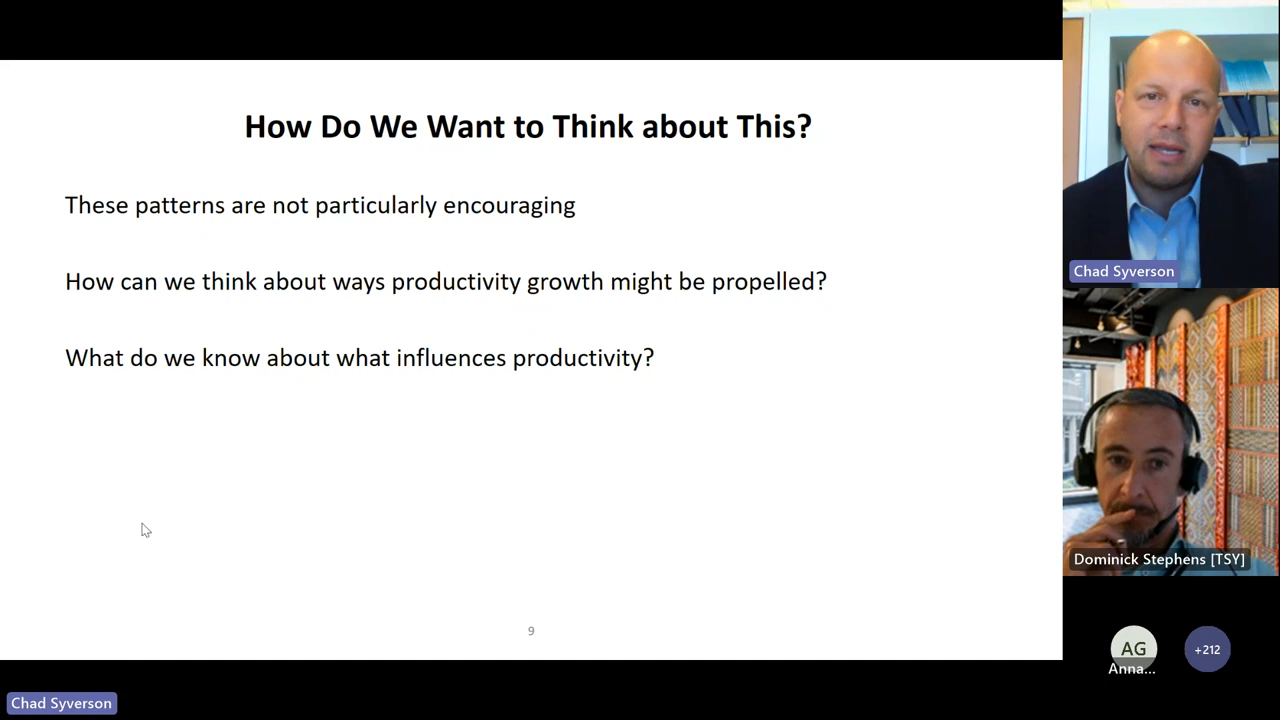 How Do We Want to Think about This?
These patterns are not particularly encouraging
How can we think about ways productivity growth might be propelled?
What do we know about what influences productivity?
9
Chad Syverson
Dominick Stephens [TSY]
AG
Anna...
+212
Chad Syverson